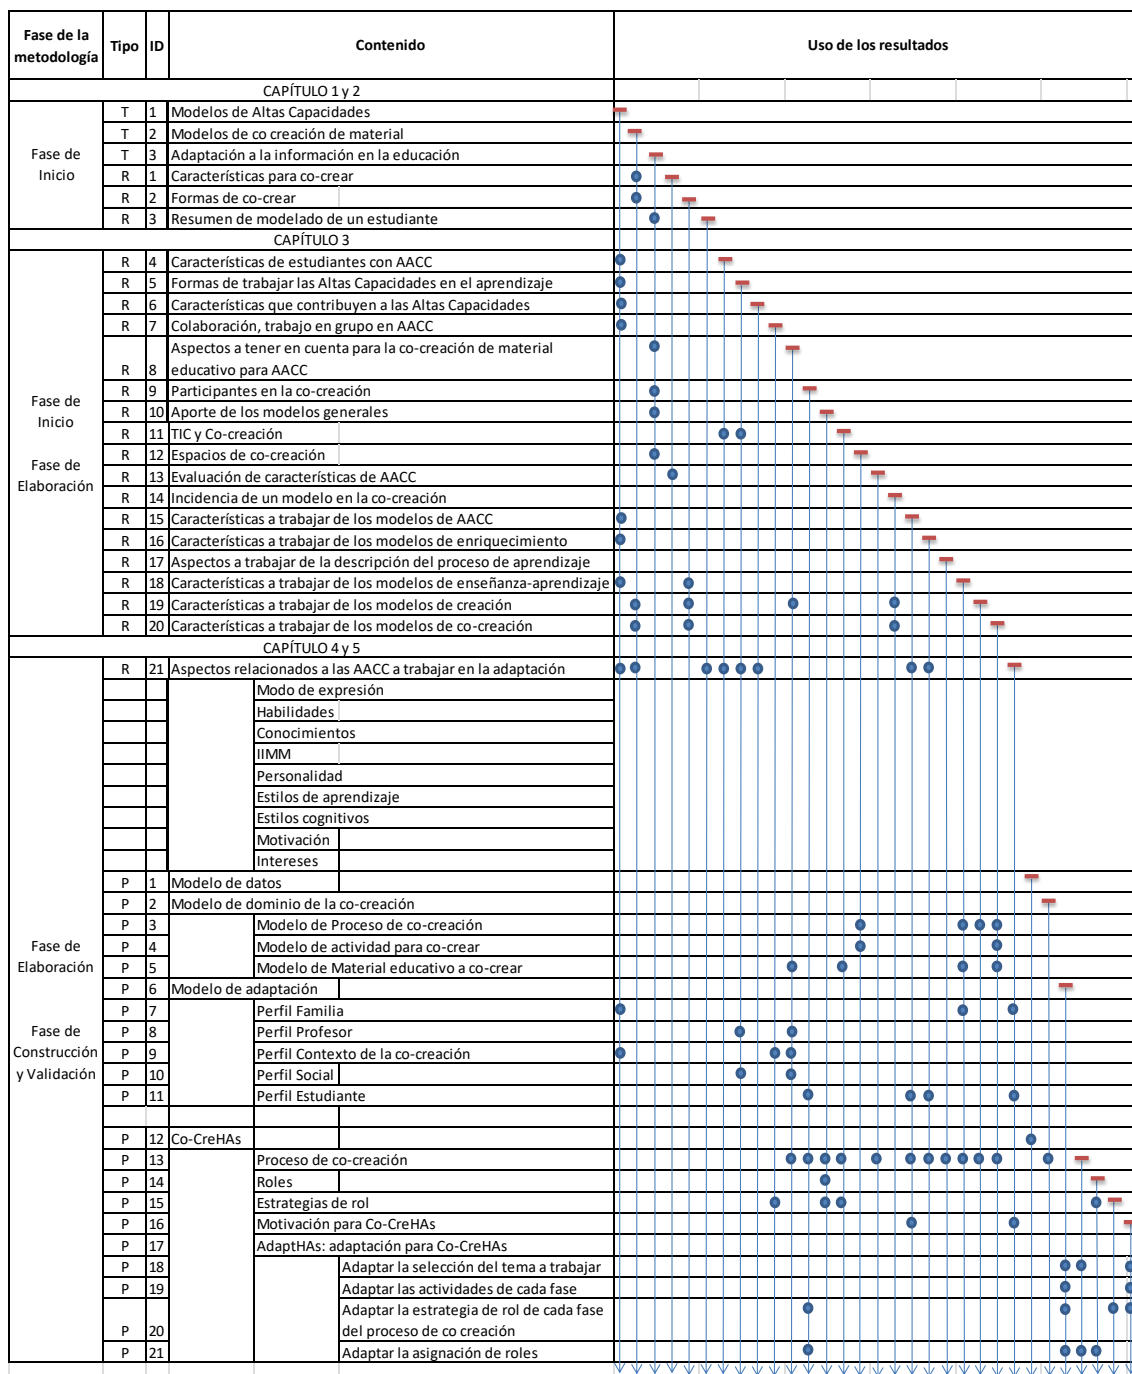 Fase de la metodología Tipo ID Contenido Uso de los resultados
CAPÍTULO 1 y 2
Fase de Inicio
T 1 Modelos de Altas Capacidades
T 2 Modelos de co creación de material
T 3 Adaptación a la información en la educación
R 1 Características para co-crear
R 2 Formas de co-crear
R 3 Resumen de modelado de un estudiante
CAPÍTULO 3
Fase de Inicio
Fase de Elaboración
R 4 Características de estudiantes con AACC
R 5 Formas de trabajar las Altas Capacidades en el aprendizaje
R 6 Características que contribuyen a las Altas Capacidades
R 7 Colaboración, trabajo en grupo en AACC
R 8 Aspectos a tener en cuenta para la co-creación de material
educativo para AACC
R 9 Participantes en la co-creación
R 10 Aporte de los modelos generales
R 11 TIC y Co-creación
R 12 Espacios de co-creación
R 13 Evaluación de características de AACC
R 14 Incidencia de un modelo en la co-creación
R 15 Características a trabajar de los modelos de AACC
R 16 Características a trabajar de los modelos de enriquecimiento
R 17 Aspectos a trabajar de la descripción del proceso de aprendizaje
R 18 Características a trabajar de los modelos de enseñanza-aprendizaje
R 19 Características a trabajar de los modelos de creación
R 20 Características a trabajar de los modelos de co-creación
CAPÍTULO 4 y 5
Fase de Elaboración
Fase de Construcción y Validación
R 21 Aspectos relacionados a las AACC a trabajar en la adaptación
Modo de expresión
Habilidades
Conocimientos
IIMM
Personalidad
Estilos de aprendizaje
Estilos cognitivos
Motivación
Intereses
P 1 Modelo de datos
P 2 Modelo de dominio de la co-creación
P 3 Modelo de Proceso de co-creación
P 4 Modelo de actividad para co-crear
P 5 Modelo de Material educativo a co-crear
P 6 Modelo de adaptación
P 7 Perfil Familia
P 8 Perfil Profesor
P 9 Perfil Contexto de la co-creación
P 10 Perfil Social
P 11 Perfil Estudiante
P 12 Co-CreHAs
P 13 Proceso de co-creación
P 14 Roles
P 15 Estrategias de rol
P 16 Motivación para Co-CreHAs
P 17 AdaptHAs: adaptación para Co-CreHAs
P 18 Adaptar la selección del tema a trabajar
P 19 Adaptar las actividades de cada fase
P 20 Adaptar la estrategia de rol de cada fase
del proceso de co creación
P 21 Adaptar la asignación de roles